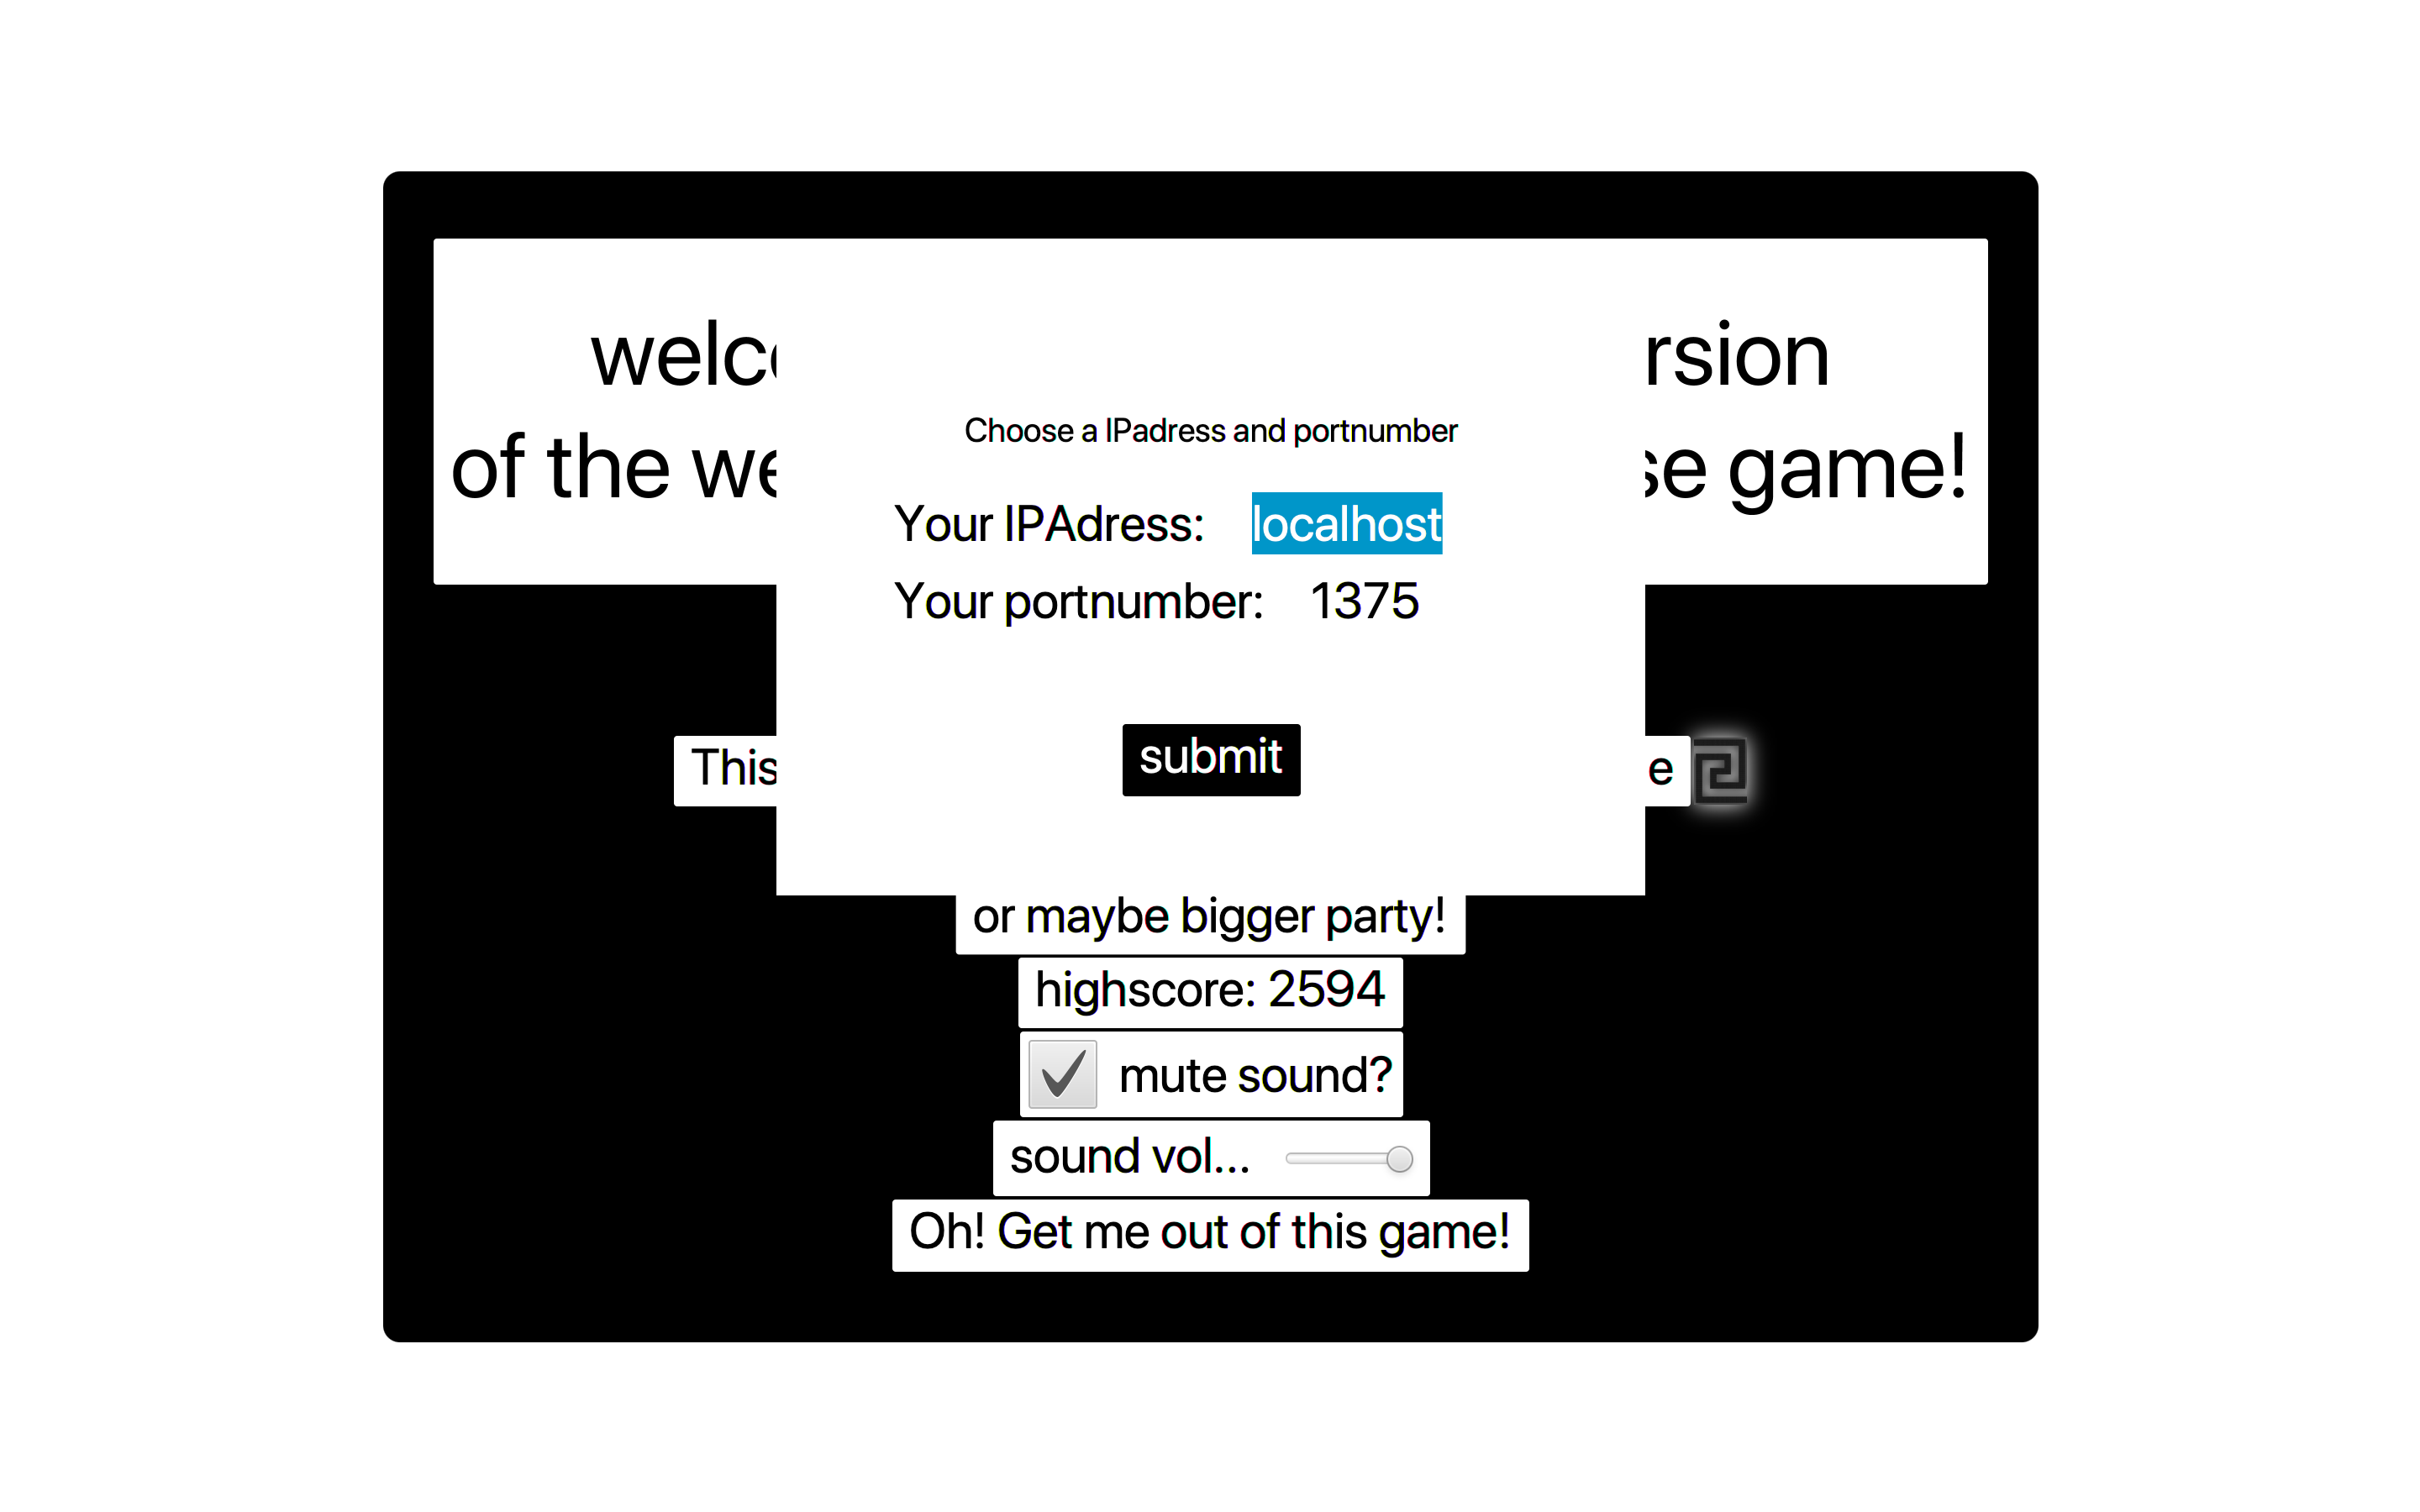 welc rsion
of the we se game!
Choose a IPadress and portnumber
Your IPAdress: localhost
Your portnumber: 1375
This e
submit
or maybe bigger party!
highscore: 2594
mute sound?
sound vol...
Oh! Get me out of this game!